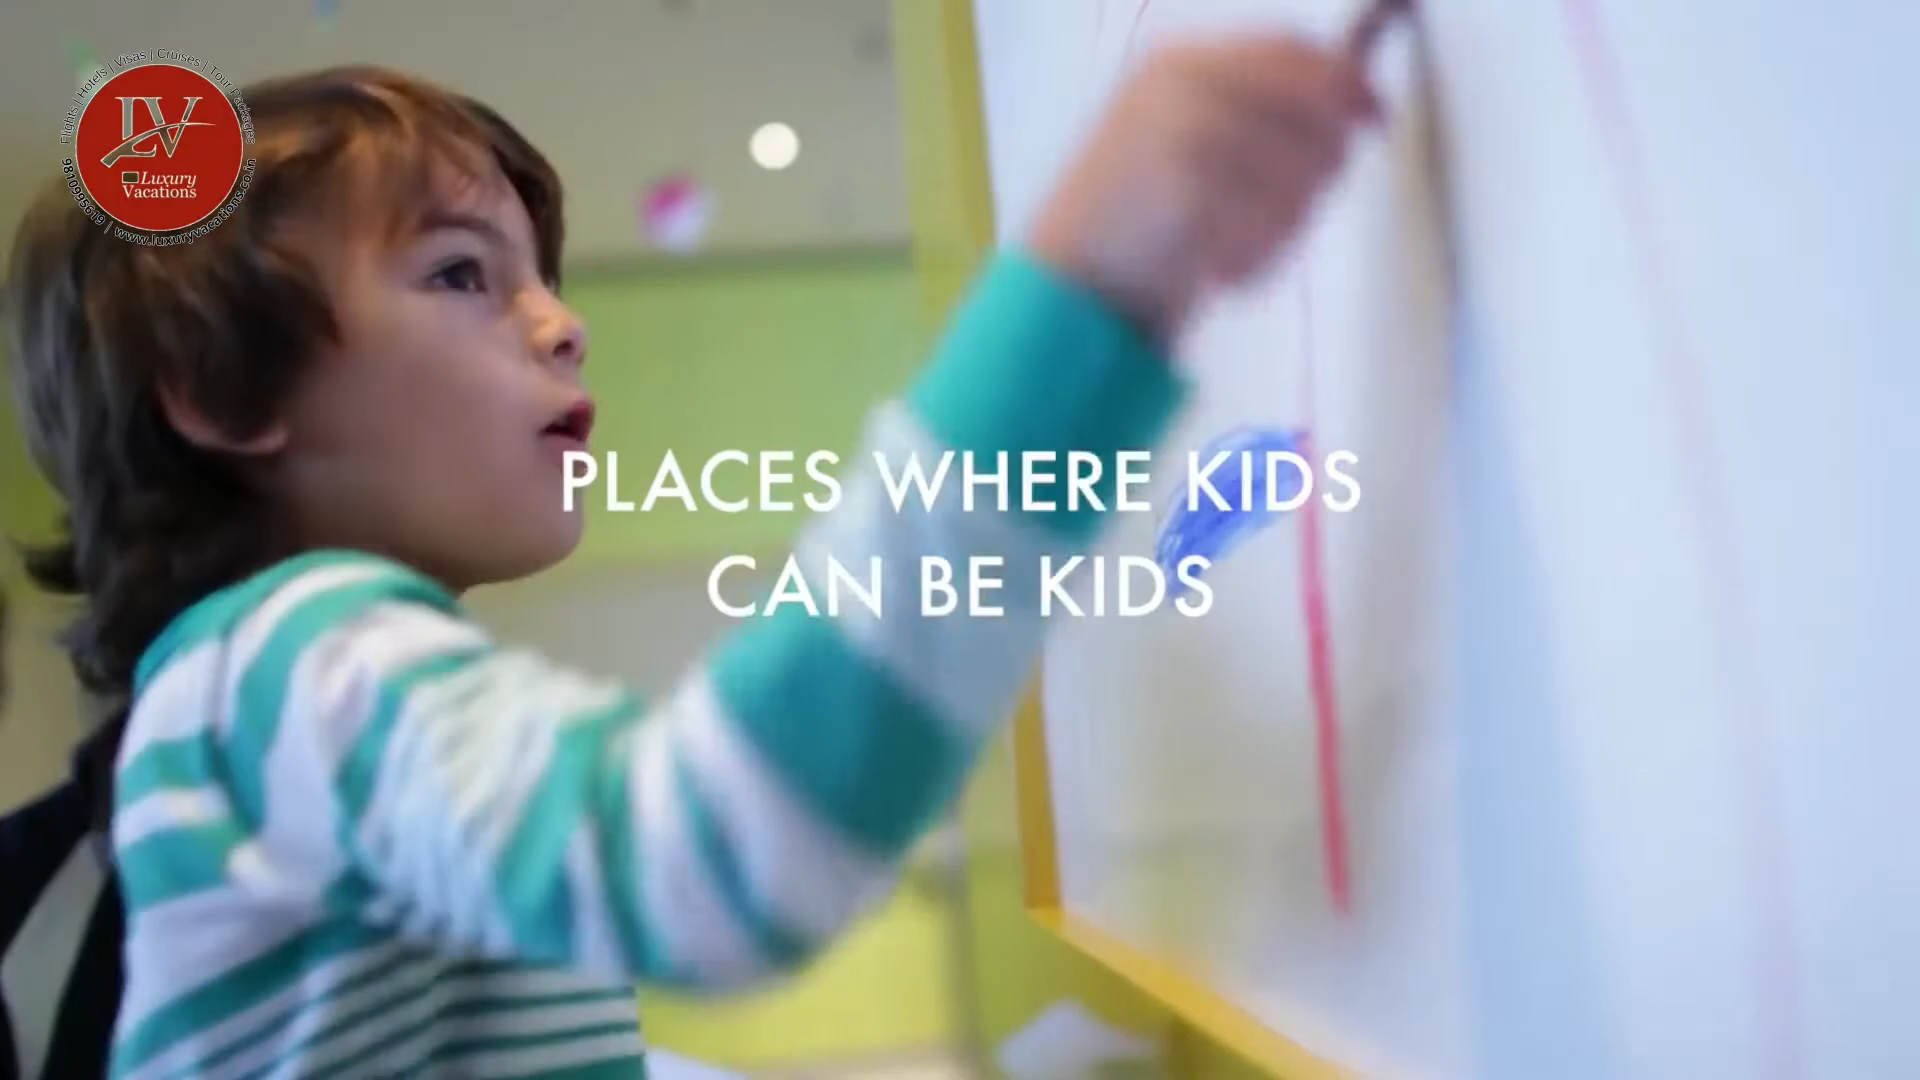 Flights | Hotels | Visas | Cruises | Tour Packages
LV
Luxury
Vacations
9810995619 | www.luxuryvacations.co.in
PLACES WHERE KIDS
CAN BE KIDS